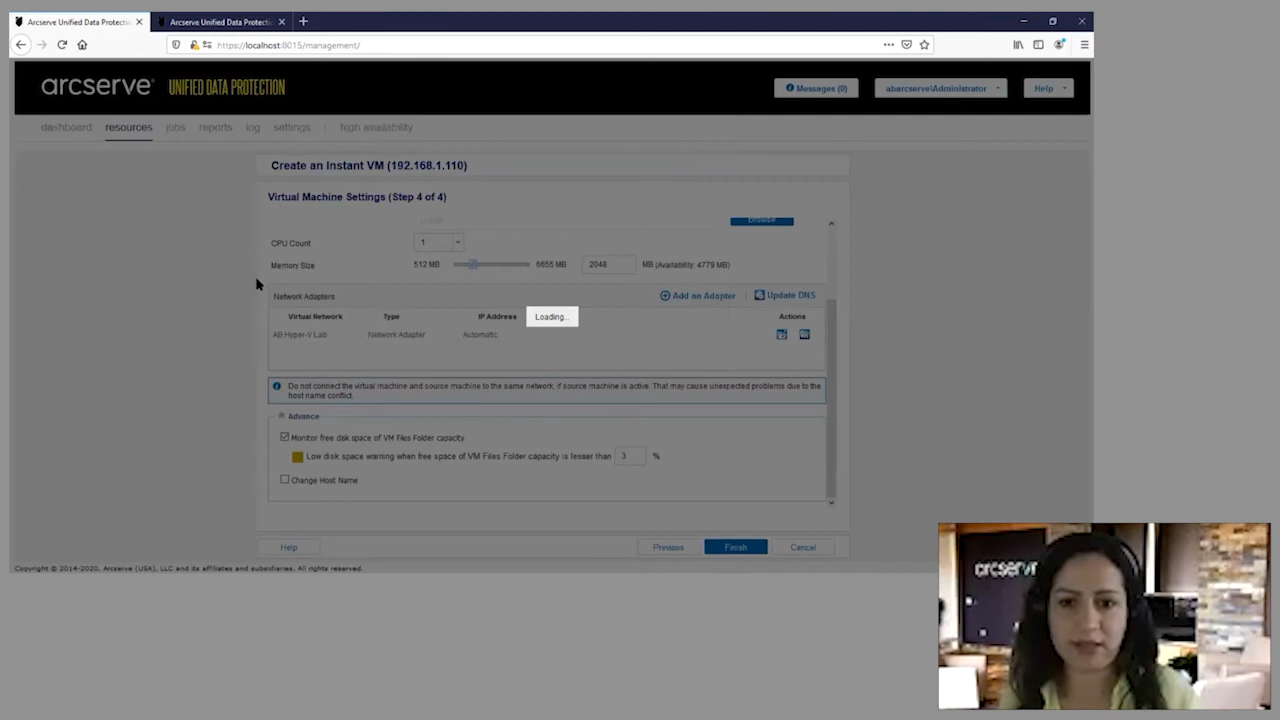 Arcserve Unified Data Protectio
Arcserve Unified Data Protectio
https://localhost:8015/management/
arcserve® UNIFIED DATA PROTECTION
Messages (0)
abarcserve\Administrator
Help
dashboard resources jobs reports log settings | high availability
Create an Instant VM (192.168.1.110)
Virtual Machine Settings (Step 4 of 4)
Browse
CPU Count 1
Memory Size 512 MB 6655 MB 2048 MB (Availability: 4779 MB)
Network Adapters Add an Adapter | Update DNS
Virtual Network Type IP Address Actions
Loading...
AB Hyper-V Lab Network Adapter Automatic
Do not connect the virtual machine and source machine to the same network, if source machine is active. That may cause unexpected problems due to the
host name conflict.
Advance
Monitor free disk space of VM Files Folder capacity
Low disk space warning when free space of VM Files Folder capacity is lesser than 3 %
Change Host Name
Help Previous Finish Cancel
Copyright © 2014-2020, Arcserve (USA), LLC and its affiliates and subsidiaries. All rights reserved.
arcserve